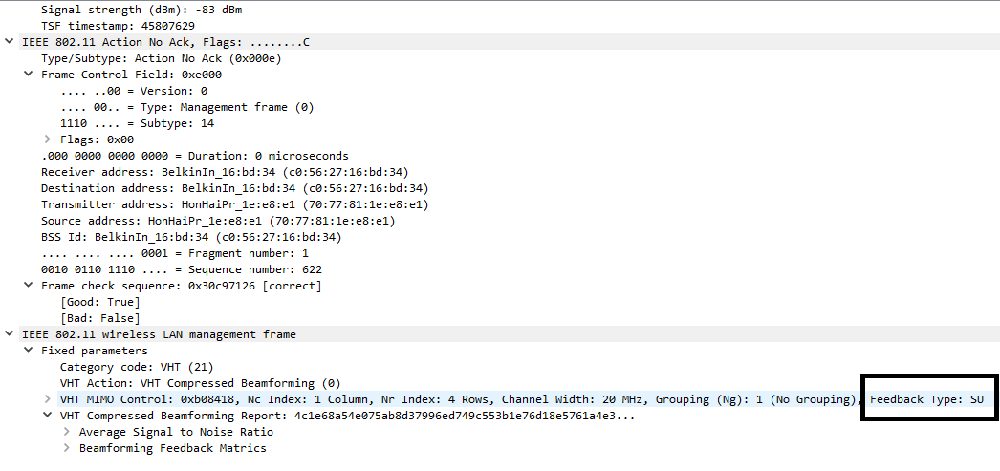 Signal strength (dBm): -83 dBm
TSF timestamp: 45807629
IEEE 802.11 Action No Ack, Flags: ........C
Type/Subtype: Action No Ack (0x000e)
Frame Control Field: 0xe000
.... ..00 = Version: 0
.... 00.. = Type: Management frame (0)
1110 .... = Subtype: 14
Flags: 0x00
.000 0000 0000 0000 = Duration: 0 microseconds
Receiver address: BelkinIn_16:bd:34 (c0:56:27:16:bd:34)
Destination address: BelkinIn_16:bd:34 (c0:56:27:16:bd:34)
Transmitter address: HonHaiPr_1e:e8:e1 (70:77:81:1e:e8:e1)
Source address: HonHaiPr_1e:e8:e1 (70:77:81:1e:e8:e1)
BSS Id: BelkinIn_16:bd:34 (c0:56:27:16:bd:34)
.... .... .... 0001 = Fragment number: 1
0010 0110 1110 .... = Sequence number: 622
Frame check sequence: 0x30c97126 [correct]
[Good: True]
[Bad: False]
IEEE 802.11 wireless LAN management frame
Fixed parameters
Category code: VHT (21)
VHT Action: VHT Compressed Beamforming (0)
VHT MIMO Control: 0xb08418, Nc Index: 1 Column, Nr Index: 4 Rows, Channel Width: 20 MHz, Grouping (Ng): 1 (No Grouping), Feedback Type: SU
VHT Compressed Beamforming Report: 4c1e68a54e075ab8d37996ed749c553b1e76d18e5761a4e3...
Average Signal to Noise Ratio
Beamforming Feedback Matrics